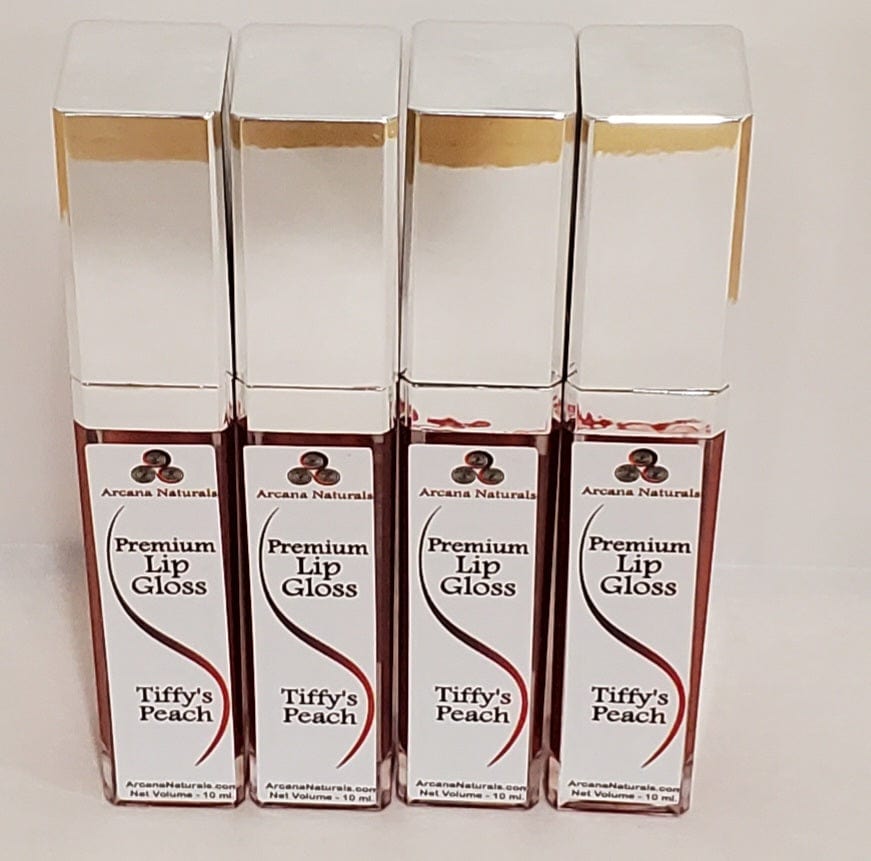 Arcana Naturals
Premium
Lip
Gloss
Tiffy's
Peach
ArcanaNaturals.com
Net Volume - 10 ml.
Arcana Naturals
Premium
Lip
Gloss
Tiffy's
Peach
ArcanaNaturals.com
Net Volume - 10 ml.
Arcana Naturals
Premium
Lip
Gloss
Tiffy's
Peach
ArcanaNaturals.com
Net Volume - 10 ml.
Arcana Naturals
Premium
Lip
Gloss
Tiffy's
Peach
ArcanaNaturals.com
Net Volume - 10 ml.